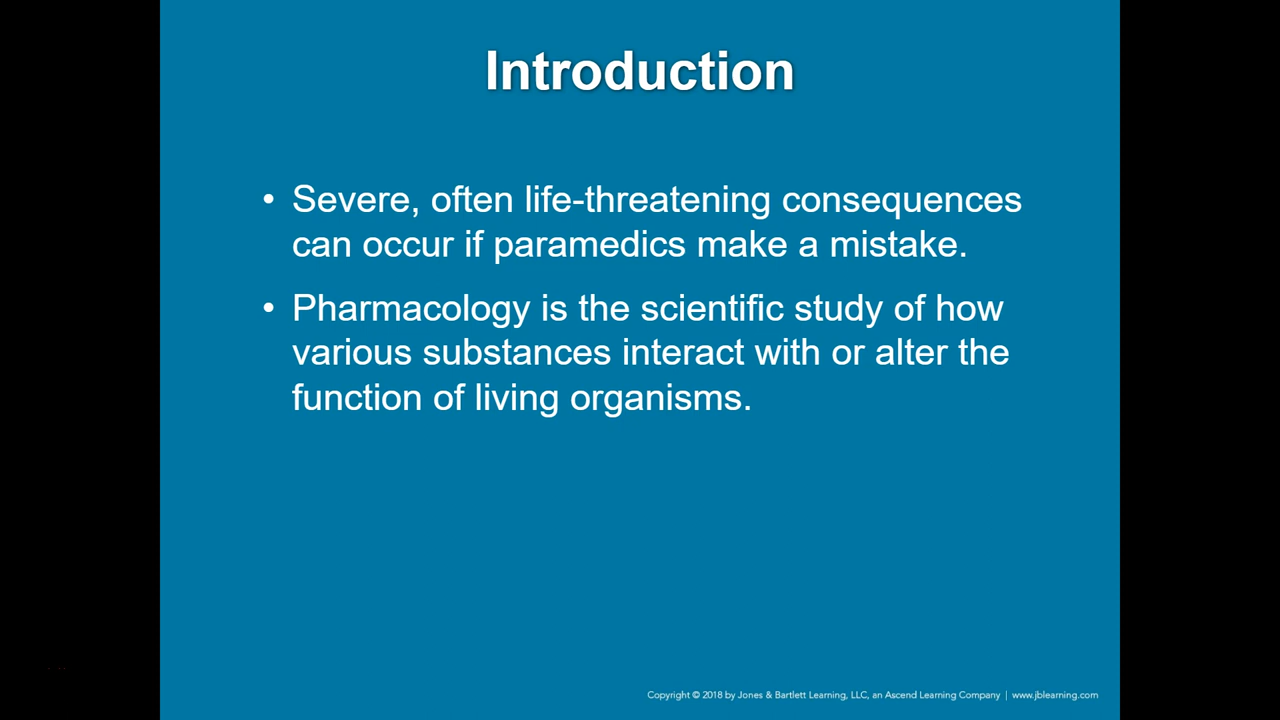 Introduction
• Severe, often life-threatening consequences
can occur if paramedics make a mistake.
• Pharmacology is the scientific study of how
various substances interact with or alter the
function of living organisms.
Copyright © 2018 by Jones & Bartlett Learning, LLC, an Ascend Learning Company | www.jblearning.com